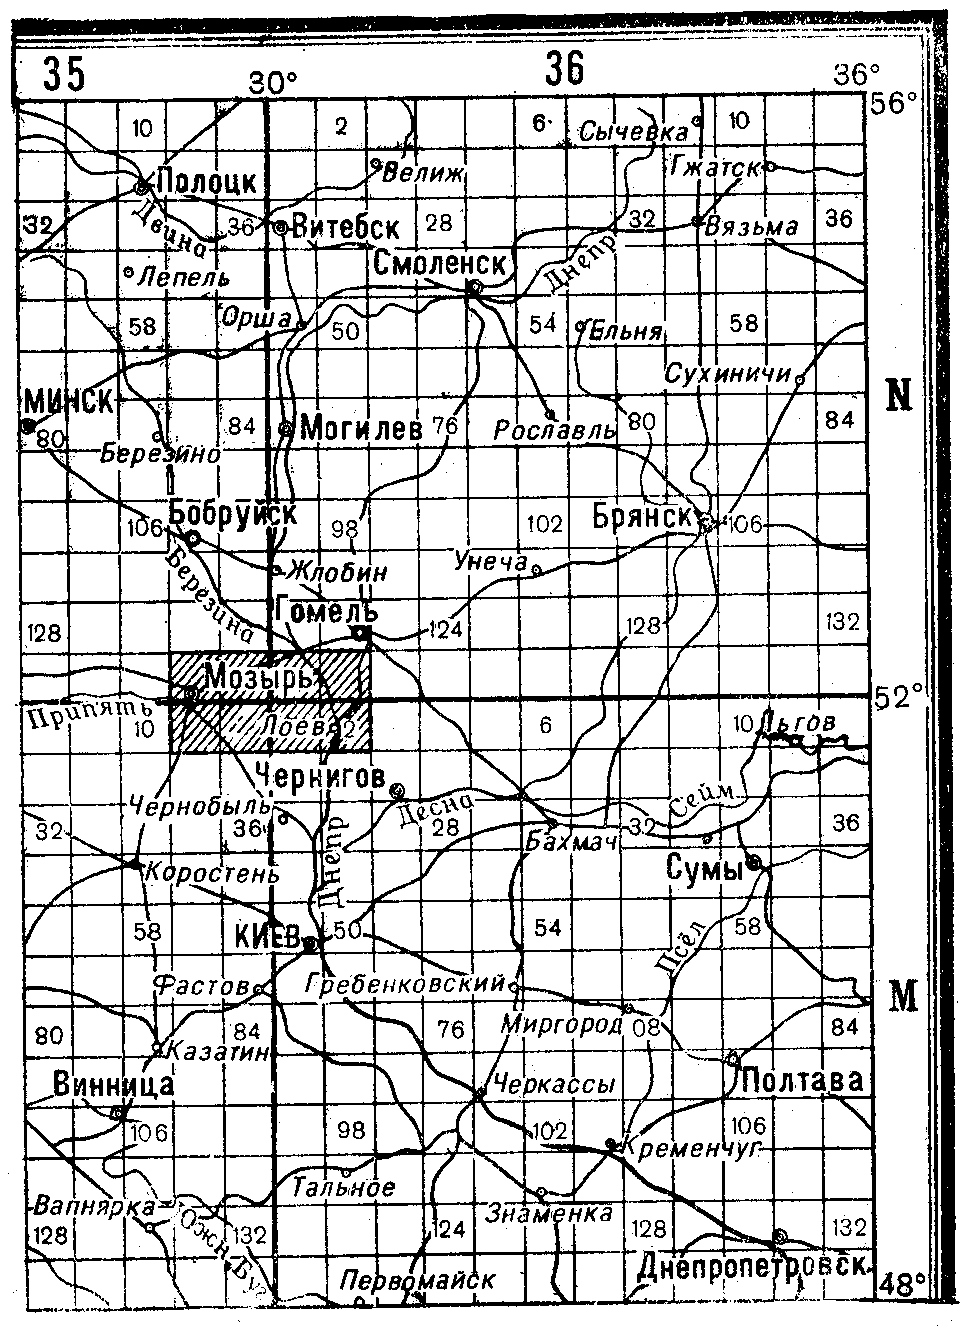 35 36
30° 36°
56°
10 2 6 Сычевка 10
Велиж Гжатск
Полоцк
32 Двина 36 Витебск 28 32 Вязьма 36
Смоленск Днепр
Лепель
58 Орша 50 54 Ельня 58
Сухиничи
МИНСК N
80 84 Могилев 76 Рославль 80 84
Березино
106 Бобруйск 98 102 Брянск 106
Березина Жлобин Унеча
Гомель
128 124 128 132
Мозырь
52°
Припять 10 Лоев 2 6 10 Льгов
Чернигов
Чернобыль Десна Сейм
32 36 Днепр 28 Бахмач 32 36
Коростень Сумы
58 КИЕВ 50 54 Псёл 58
Фастов Гребенковский M
80 84 76 Миргород 08 84
Казатин
Винница Черкассы Полтава
106 98 102 106
Кременчуг
Тальное
Вапнярка Знаменка
128 Южн. Буг 132 124 128 132
Первомайск Днепропетровск
48°